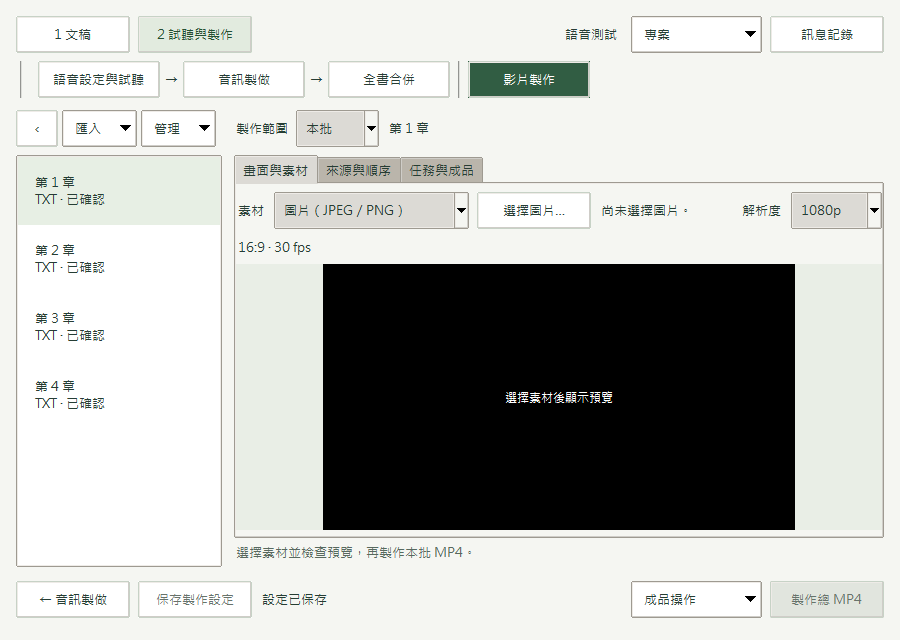 1 文稿
2 試聽與製作
語音測試
專案
訊息記錄
語音設定與試聽
→
音訊製做
→
全書合併
影片製作
‹
匯入
管理
製作範圍
本批
第 1 章
第 1 章
TXT · 已確認
第 2 章
TXT · 已確認
第 3 章
TXT · 已確認
第 4 章
TXT · 已確認
畫面與素材
來源與順序
任務與成品
素材
圖片（JPEG / PNG）
選擇圖片...
尚未選擇圖片。
解析度
1080p
16:9 · 30 fps
選擇素材後顯示預覽
選擇素材並檢查預覽，再製作本批 MP4。
← 音訊製做
保存製作設定
設定已保存
成品操作
製作總 MP4